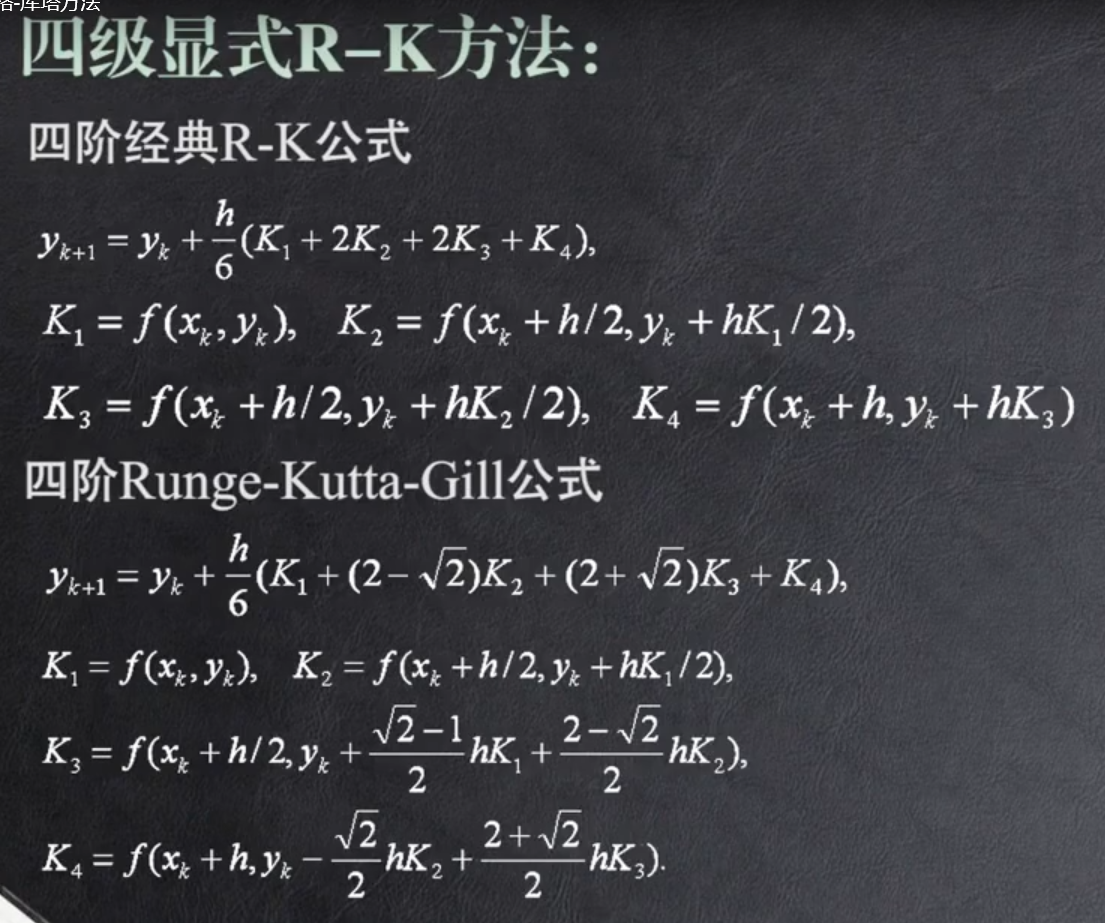 格-库塔方法
四级显式R-K方法：
四阶经典R-K公式
y_{k+1} = y_k + \frac{h}{6}(K_1 + 2K_2 + 2K_3 + K_4),
K_1 = f(x_k, y_k), K_2 = f(x_k + h/2, y_k + hK_1/2),
K_3 = f(x_k + h/2, y_k + hK_2/2), K_4 = f(x_k + h, y_k + hK_3)
四阶Runge-Kutta-Gill公式
y_{k+1} = y_k + \frac{h}{6}(K_1 + (2-\sqrt{2})K_2 + (2+\sqrt{2})K_3 + K_4),
K_1 = f(x_k, y_k), K_2 = f(x_k + h/2, y_k + hK_1/2),
K_3 = f(x_k + h/2, y_k + \frac{\sqrt{2}-1}{2}hK_1 + \frac{2-\sqrt{2}}{2}hK_2),
K_4 = f(x_k + h, y_k - \frac{\sqrt{2}}{2}hK_2 + \frac{2+\sqrt{2}}{2}hK_3).